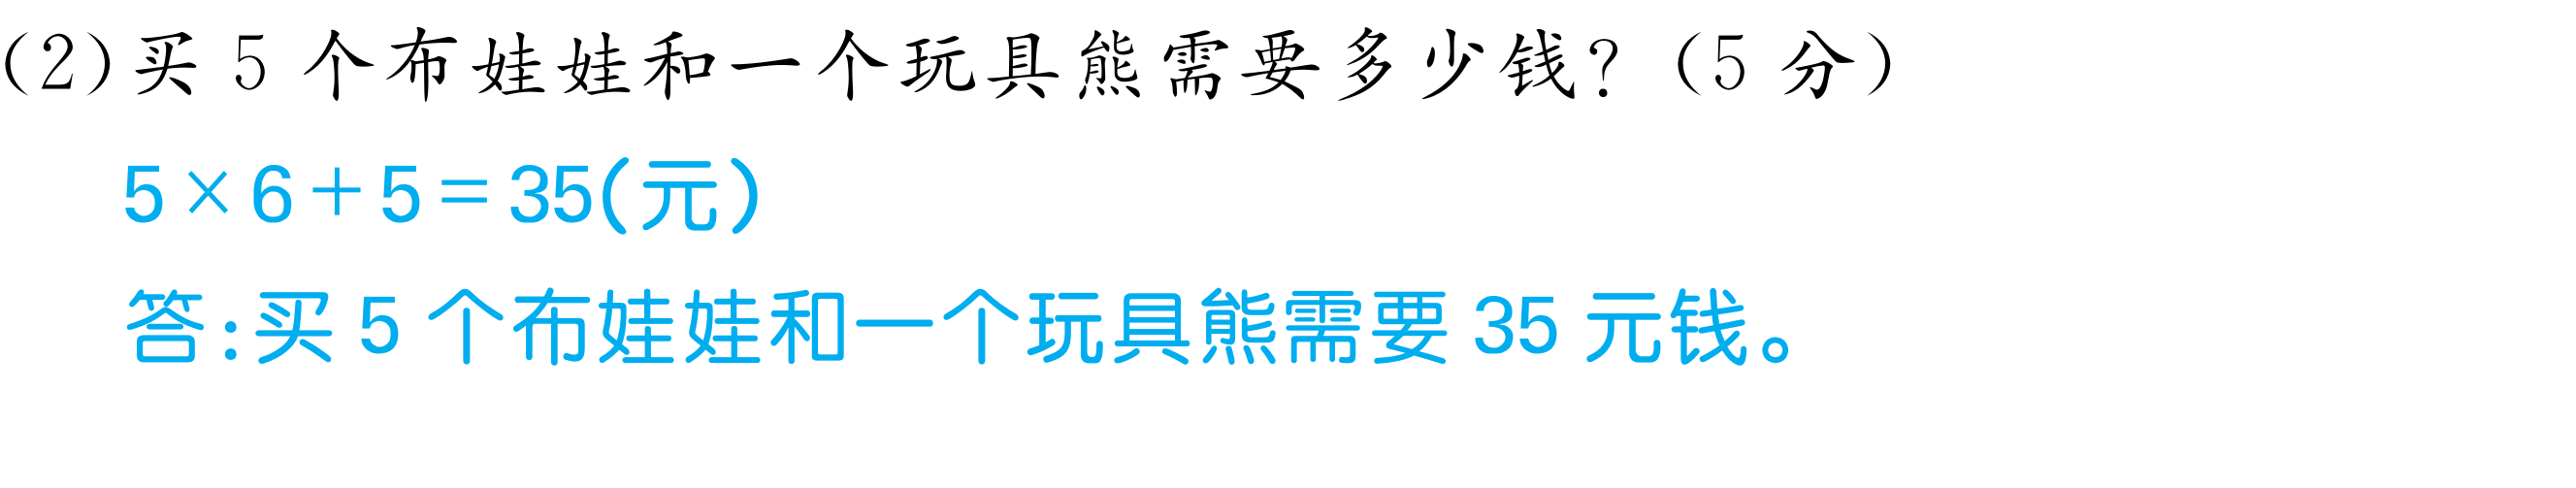 (2)买 5 个布娃娃和一个玩具熊需要多少钱?(5 分)
5×6+5=35(元)
答:买 5 个布娃娃和一个玩具熊需要 35 元钱。